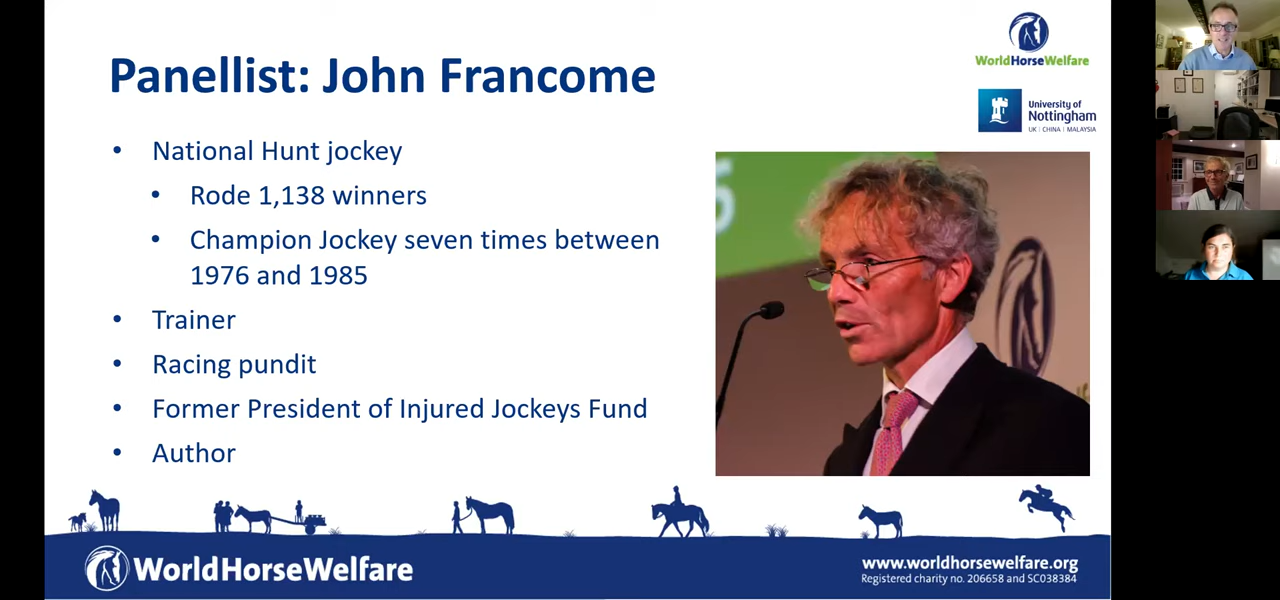 Panellist: John Francome
WorldHorseWelfare
University of
Nottingham
UK | CHINA | MALAYSIA
• National Hunt jockey
• Rode 1,138 winners
• Champion Jockey seven times between
1976 and 1985
• Trainer
• Racing pundit
• Former President of Injured Jockeys Fund
• Author
WorldHorseWelfare
www.worldhorsewelfare.org
Registered charity no. 206658 and SC038384